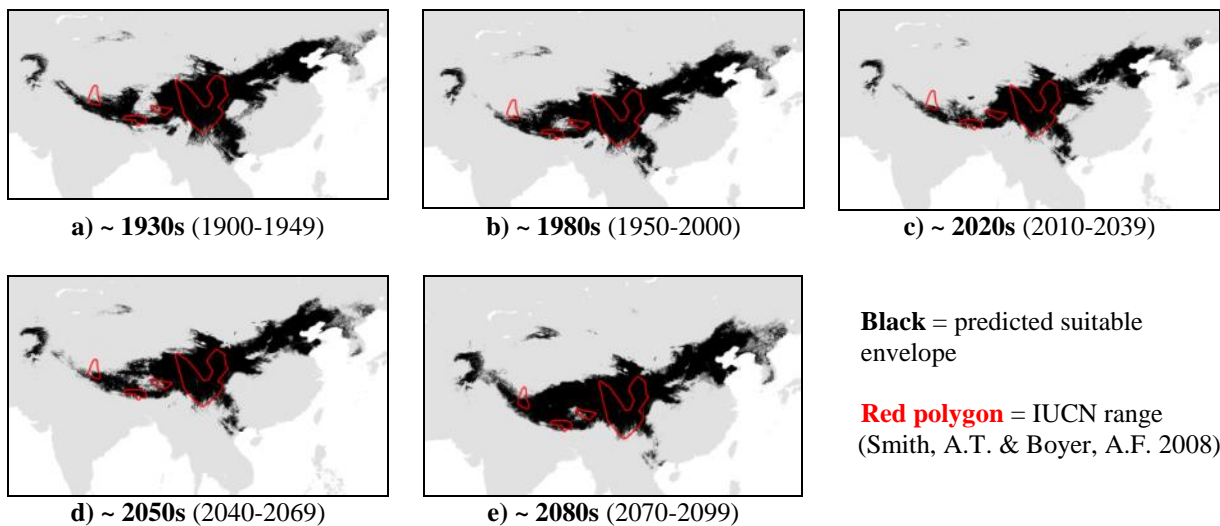 a) ~ 1930s (1900-1949)
b) ~ 1980s (1950-2000)
c) ~ 2020s (2010-2039)
d) ~ 2050s (2040-2069)
e) ~ 2080s (2070-2099)
Black = predicted suitable
envelope
Red polygon = IUCN range
(Smith, A.T. & Boyer, A.F. 2008)